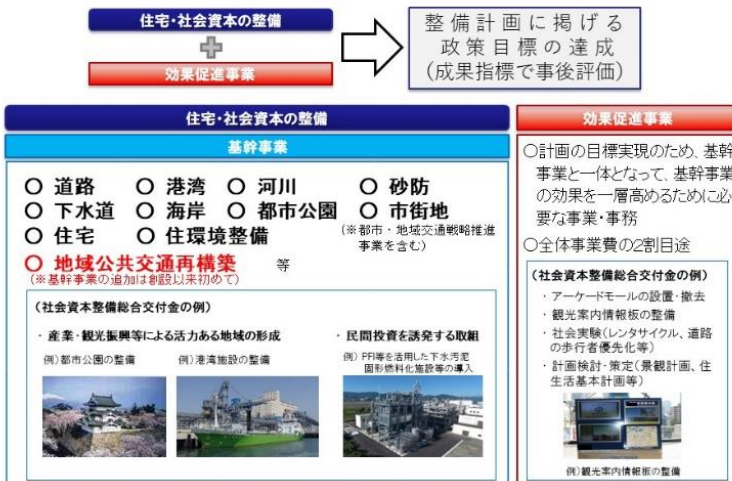 住宅・社会資本の整備
効果促進事業
整備計画に掲げる
政策目標の達成
(成果指標で事後評価)
住宅・社会資本の整備
基幹事業
○ 道路 ○ 港湾 ○ 河川 ○ 砂防
○ 下水道 ○ 海岸 ○ 都市公園 ○ 市街地
○ 住宅 ○ 住環境整備
(※都市・地域交通戦略推進
事業を含む)
○ 地域公共交通再構築 等
(※基幹事業の追加は創設以来初めて)
(社会資本整備総合交付金の例)
・ 産業・観光振興等による活力ある地域の形成
例)都市公園の整備 例)港湾施設の整備
・ 民間投資を誘発する取組
例) PFI等を活用した下水汚泥
固形燃料化施設等の導入
効果促進事業
○計画の目標実現のため、基幹
事業と一体となって、基幹事業
の効果を一層高めるために必
要な事業・事務
○全体事業費の2割目途
(社会資本整備総合交付金の例)
・ アーケードモールの設置・撤去
・ 観光案内情報板の整備
・ 社会実験(レンタサイクル、道路
の歩行者優先化等)
・ 計画検討・策定(景観計画、住
生活基本計画等)
例)観光案内情報板の整備